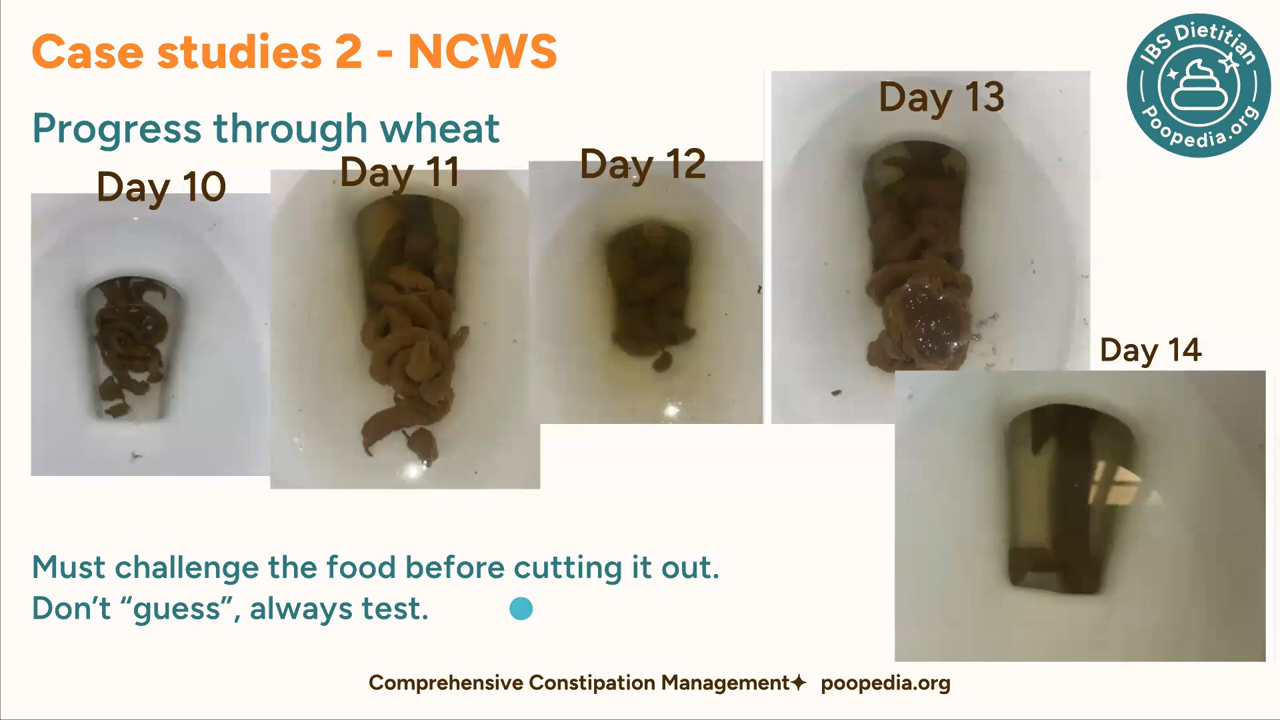 Case studies 2 - NCWS
IBS Dietitian
Poopedia.org
Progress through wheat
Day 10
Day 11
Day 12
Day 13
Day 14
Must challenge the food before cutting it out.
Don’t “guess”, always test.
Comprehensive Constipation Management✦ poopedia.org